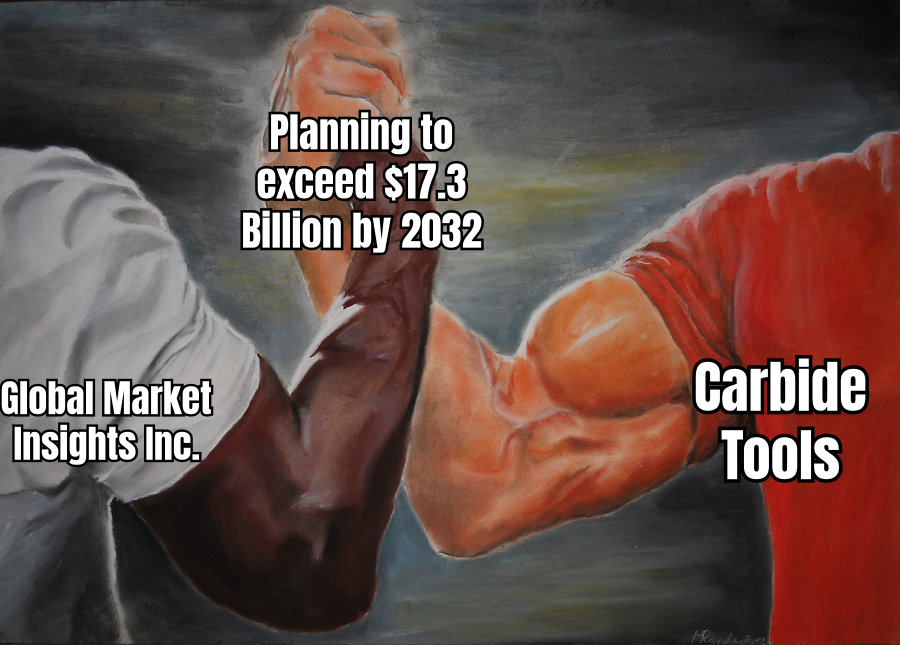 Planning to
exceed $17.3
Billion by 2032
Global Market
Insights Inc.
Carbide
Tools